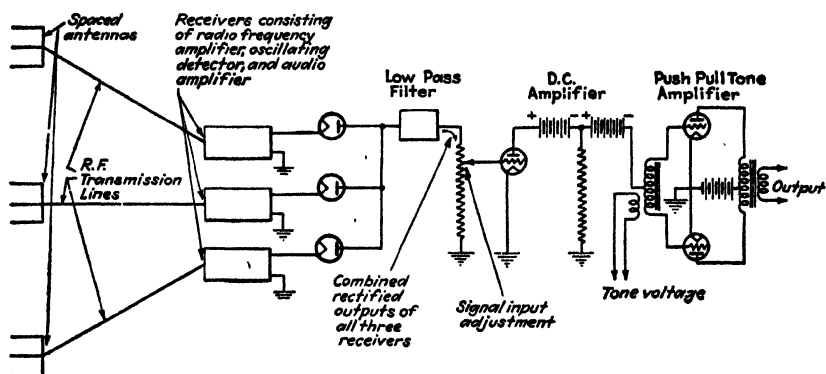 Spaced
antennas
Receivers consisting
of radio frequency
amplifier, oscillating
detector, and audio
amplifier
Low Pass
Filter
D.C.
Amplifier
Push Pull Tone
Amplifier
+
-
+
-
R.F.
Transmission
Lines
Output
Combined
rectified
outputs of
all three
receivers
Signal input
adjustment
Tone voltage